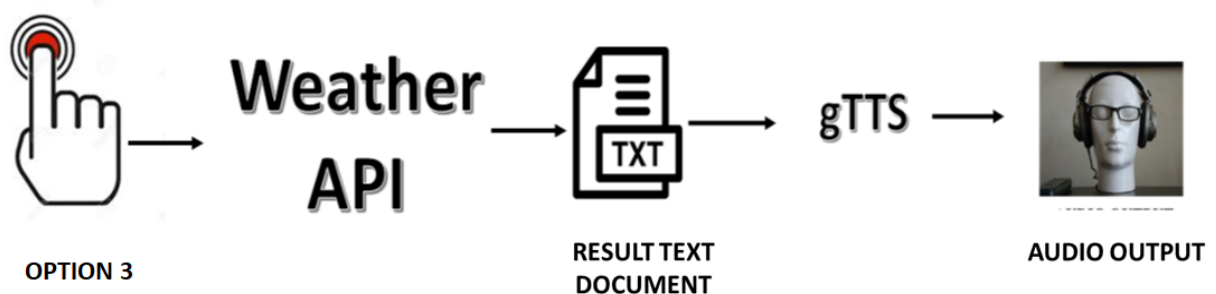 Weather
API
TXT
gTTS
OPTION 3
RESULT TEXT
DOCUMENT
AUDIO OUTPUT